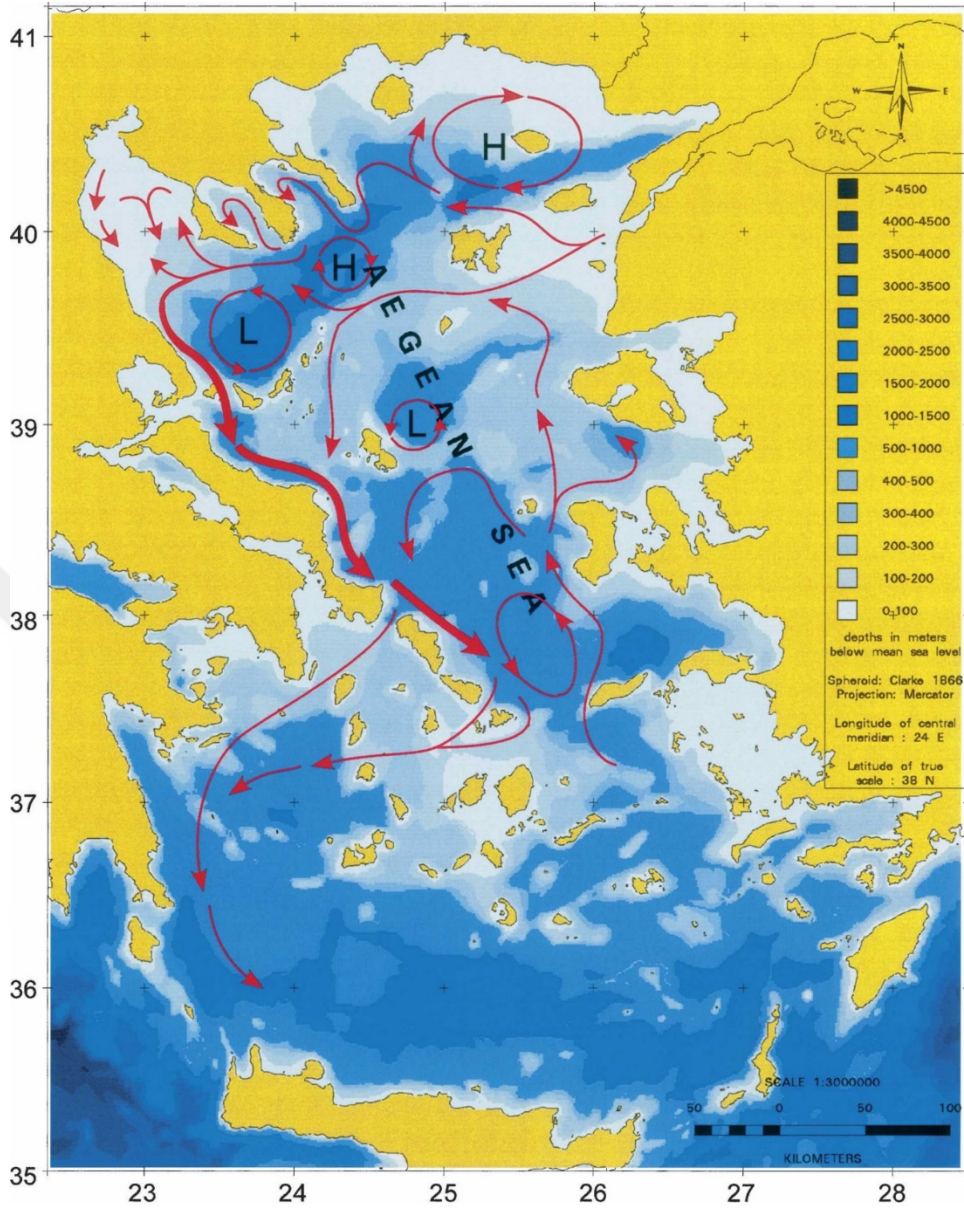 41
40
39
38
37
36
35
23
24
25
26
27
28
N
W
E
S
H
H
L
L
AEGEAN
SEA
>4500
4000-4500
3500-4000
3000-3500
2500-3000
2000-2500
1500-2000
1000-1500
500-1000
400-500
300-400
200-300
100-200
0-100
depths in meters
below mean sea level
Spheroid: Clarke 1866
Projection: Mercator
Longitude of central
meridian : 24 E
Latitude of true
scale : 38 N
SCALE 1:3000000
50 0 50 100
KILOMETERS